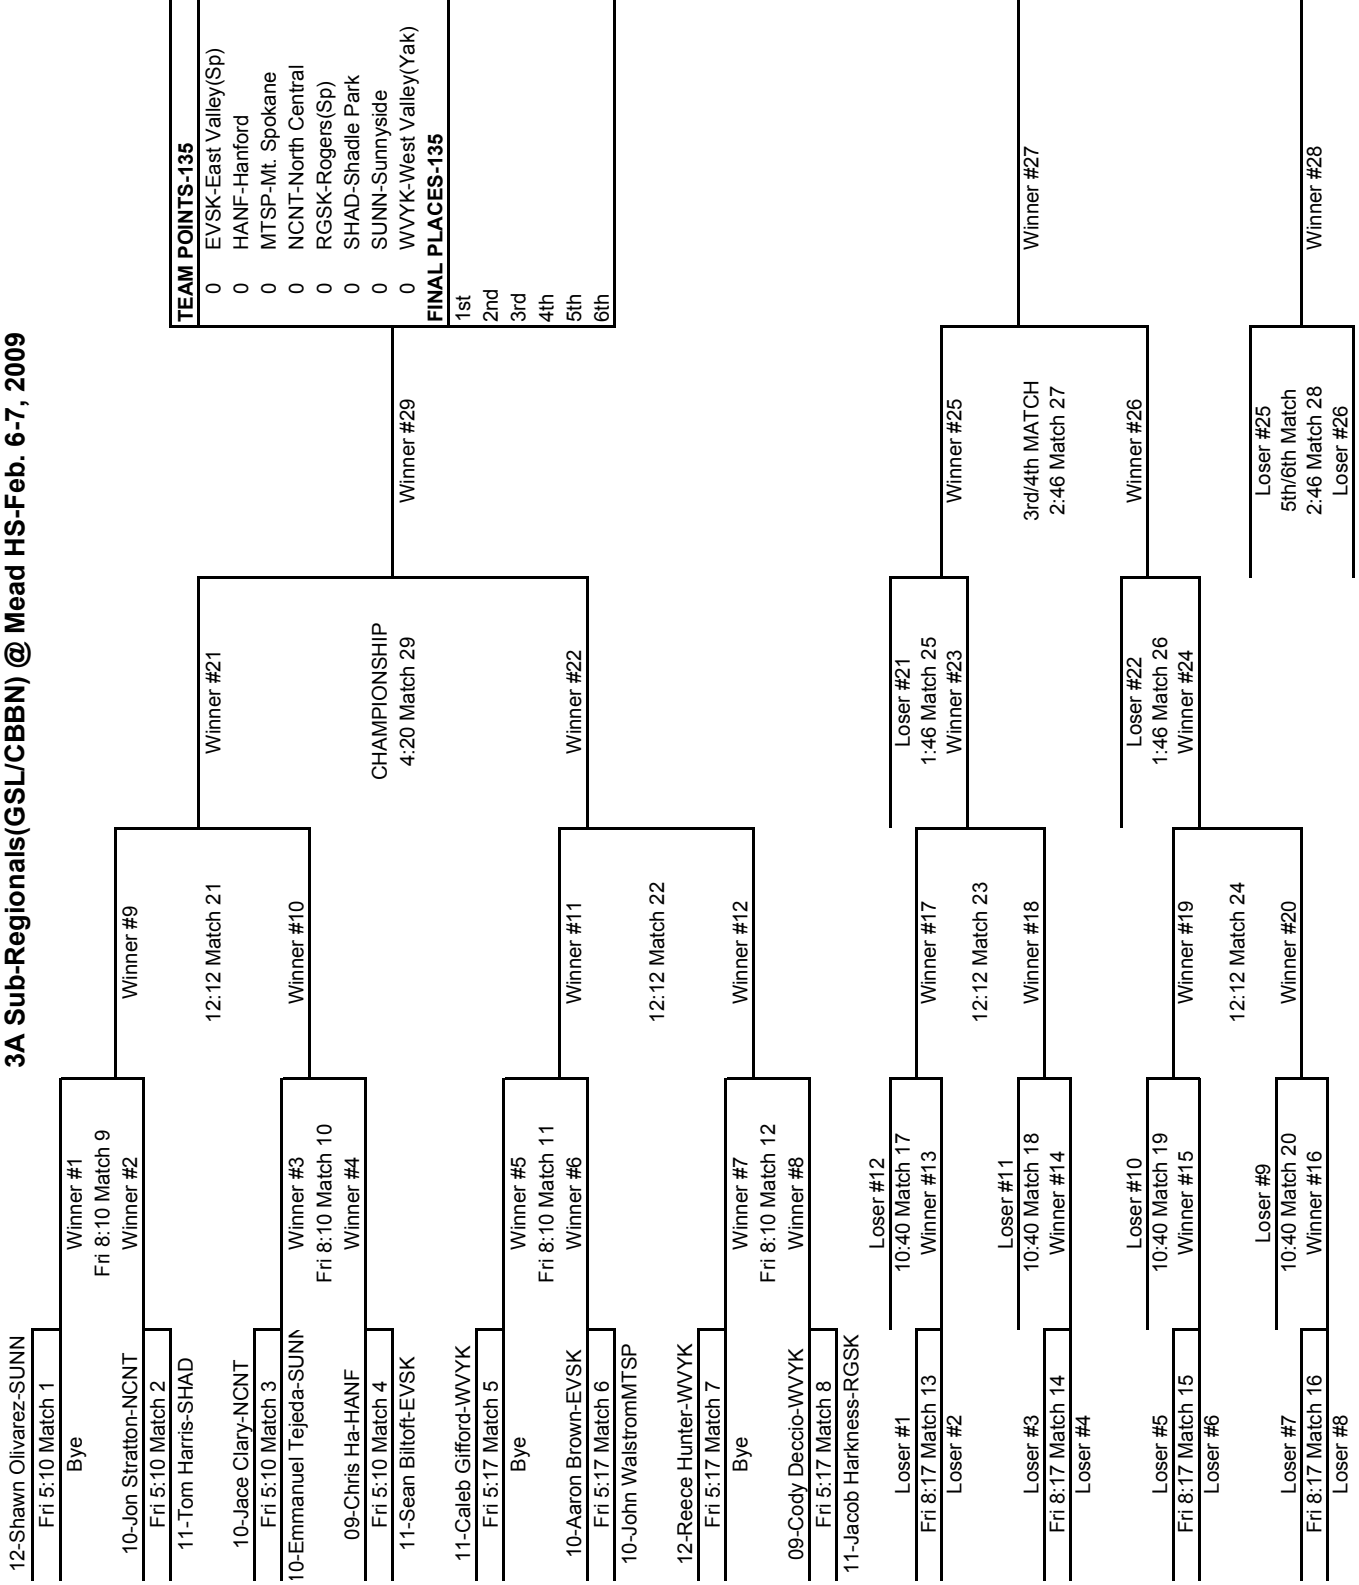 3A Sub-Regionals(GSL/CBBN) @ Mead HS-Feb. 6-7, 2009
12-Shawn Olivarez-SUNN
Fri 5:10 Match 1
Bye
10-Jon Stratton-NCNT
Fri 5:10 Match 2
11-Tom Harris-SHAD
10-Jace Clary-NCNT
Fri 5:10 Match 3
10-Emmanuel Tejeda-SUNN
09-Chris Ha-HANF
Fri 5:10 Match 4
11-Sean Biltoft-EVSK
11-Caleb Gifford-WVYK
Fri 5:17 Match 5
Bye
10-Aaron Brown-EVSK
Fri 5:17 Match 6
10-John WalstromMTSP
12-Reece Hunter-WVYK
Fri 5:17 Match 7
Bye
09-Cody Deccio-WVYK
Fri 5:17 Match 8
11-Jacob Harkness-RGSK
Loser #1
Fri 8:17 Match 13
Loser #2
Loser #3
Fri 8:17 Match 14
Loser #4
Loser #5
Fri 8:17 Match 15
Loser #6
Loser #7
Fri 8:17 Match 16
Loser #8
Winner #1
Fri 8:10 Match 9
Winner #2
Winner #3
Fri 8:10 Match 10
Winner #4
Winner #5
Fri 8:10 Match 11
Winner #6
Winner #7
Fri 8:10 Match 12
Winner #8
Loser #12
10:40 Match 17
Winner #13
Loser #11
10:40 Match 18
Winner #14
Loser #10
10:40 Match 19
Winner #15
Loser #9
10:40 Match 20
Winner #16
Winner #9
12:12 Match 21
Winner #10
Winner #11
12:12 Match 22
Winner #12
Winner #17
12:12 Match 23
Winner #18
Winner #19
12:12 Match 24
Winner #20
Winner #21
CHAMPIONSHIP
4:20 Match 29
Winner #22
Loser #21
1:46 Match 25
Winner #23
Loser #22
1:46 Match 26
Winner #24
Winner #29
Winner #25
3rd/4th MATCH
2:46 Match 27
Winner #26
Loser #25
5th/6th Match
2:46 Match 28
Loser #26
TEAM POINTS-135
0 EVSK-East Valley(Sp)
0 HANF-Hanford
0 MTSP-Mt. Spokane
0 NCNT-North Central
0 RGSK-Rogers(Sp)
0 SHAD-Shadle Park
0 SUNN-Sunnyside
0 WVYK-West Valley(Yak)
FINAL PLACES-135
1st
2nd
3rd
4th
5th
6th
Winner #27
Winner #28